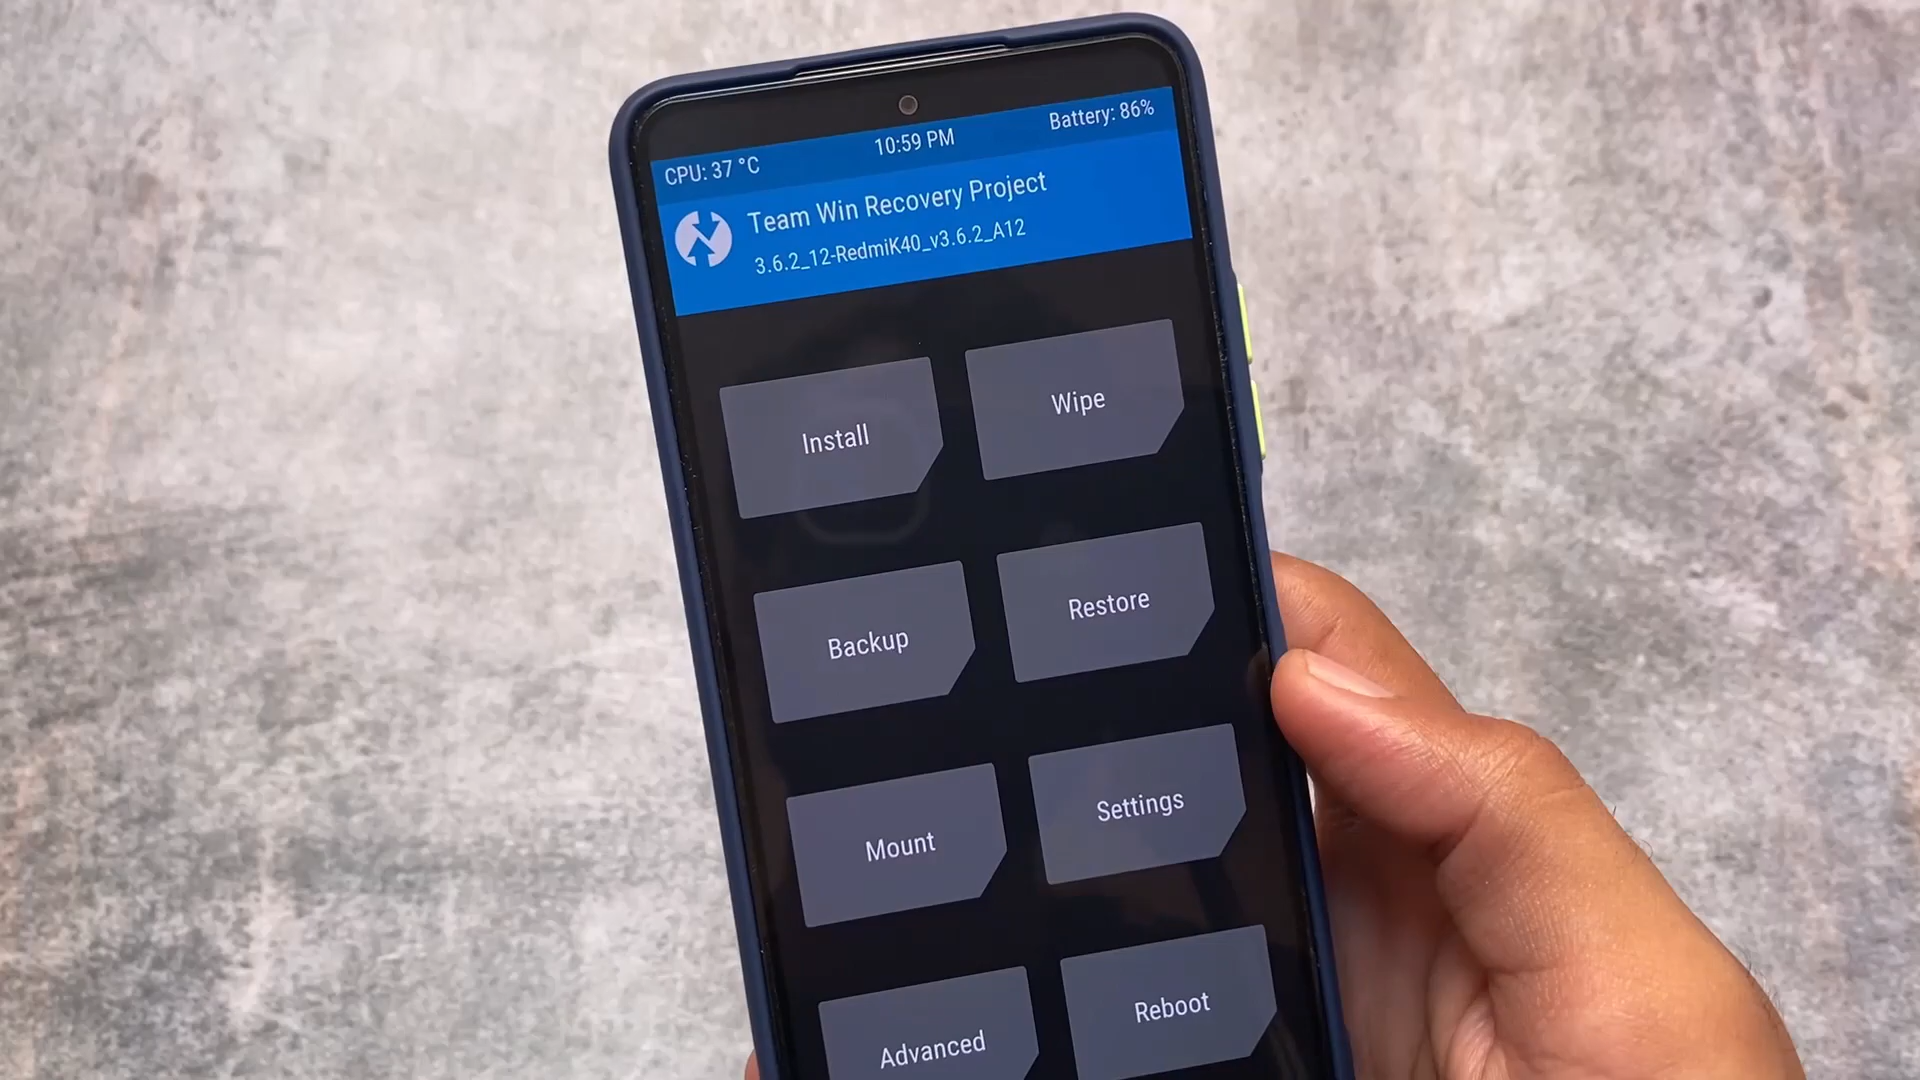 CPU: 37 °C
10:59 PM
Battery: 86%
Team Win Recovery Project
3.6.2_12-RedmiK40_v3.6.2_A12
Install
Wipe
Backup
Restore
Mount
Settings
Advanced
Reboot